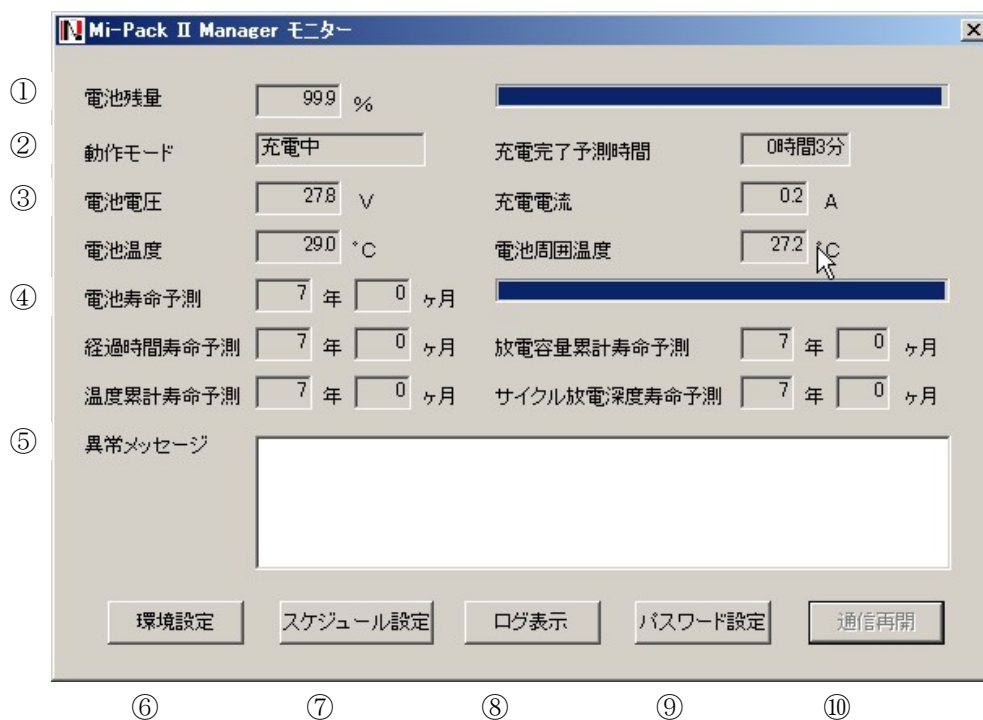 Mi-Pack Ⅱ Manager モニター
① 電池残量 99.9 %
② 動作モード 充電中 充電完了予測時間 0時間3分
③ 電池電圧 27.8 V 充電電流 0.2 A
電池温度 29.0 °C 電池周囲温度 27.2 °C
④ 電池寿命予測 7 年 0 ヶ月
経過時間寿命予測 7 年 0 ヶ月 放電容量累計寿命予測 7 年 0 ヶ月
温度累計寿命予測 7 年 0 ヶ月 サイクル放電深度寿命予測 7 年 0 ヶ月
⑤ 異常メッセージ
環境設定 スケジュール設定 ログ表示 パスワード設定 通信再開
⑥ ⑦ ⑧ ⑨ ⑩